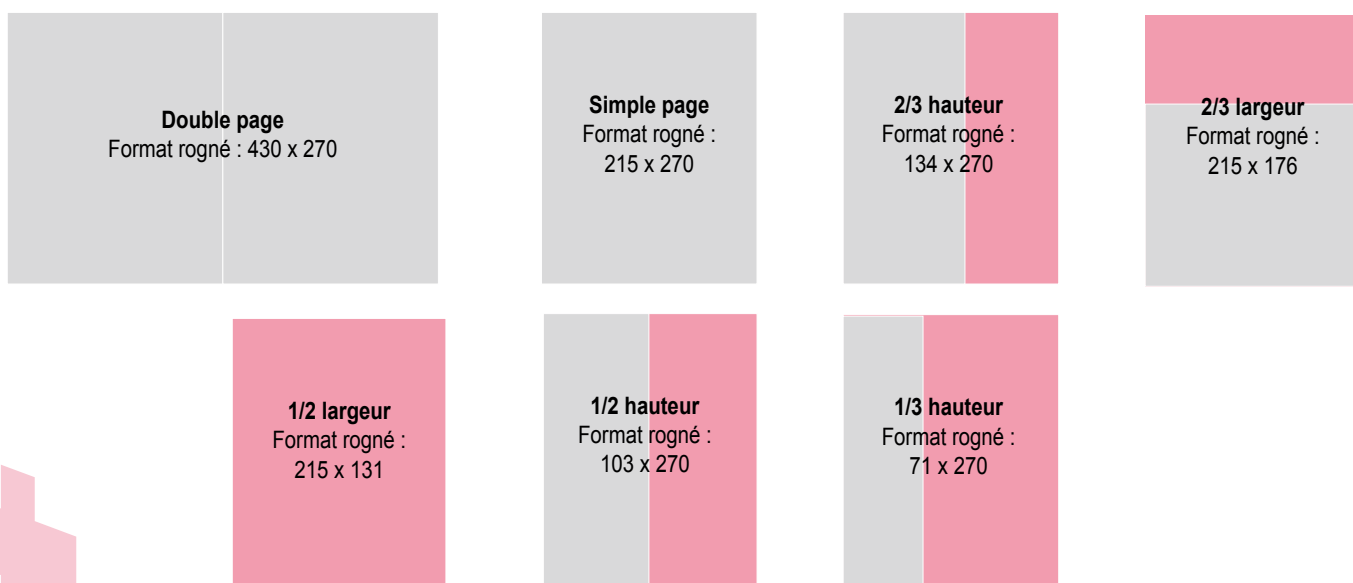 Double page
Format rogné : 430 x 270
Simple page
Format rogné :
215 x 270
2/3 hauteur
Format rogné :
134 x 270
2/3 largeur
Format rogné :
215 x 176
1/2 largeur
Format rogné :
215 x 131
1/2 hauteur
Format rogné :
103 x 270
1/3 hauteur
Format rogné :
71 x 270